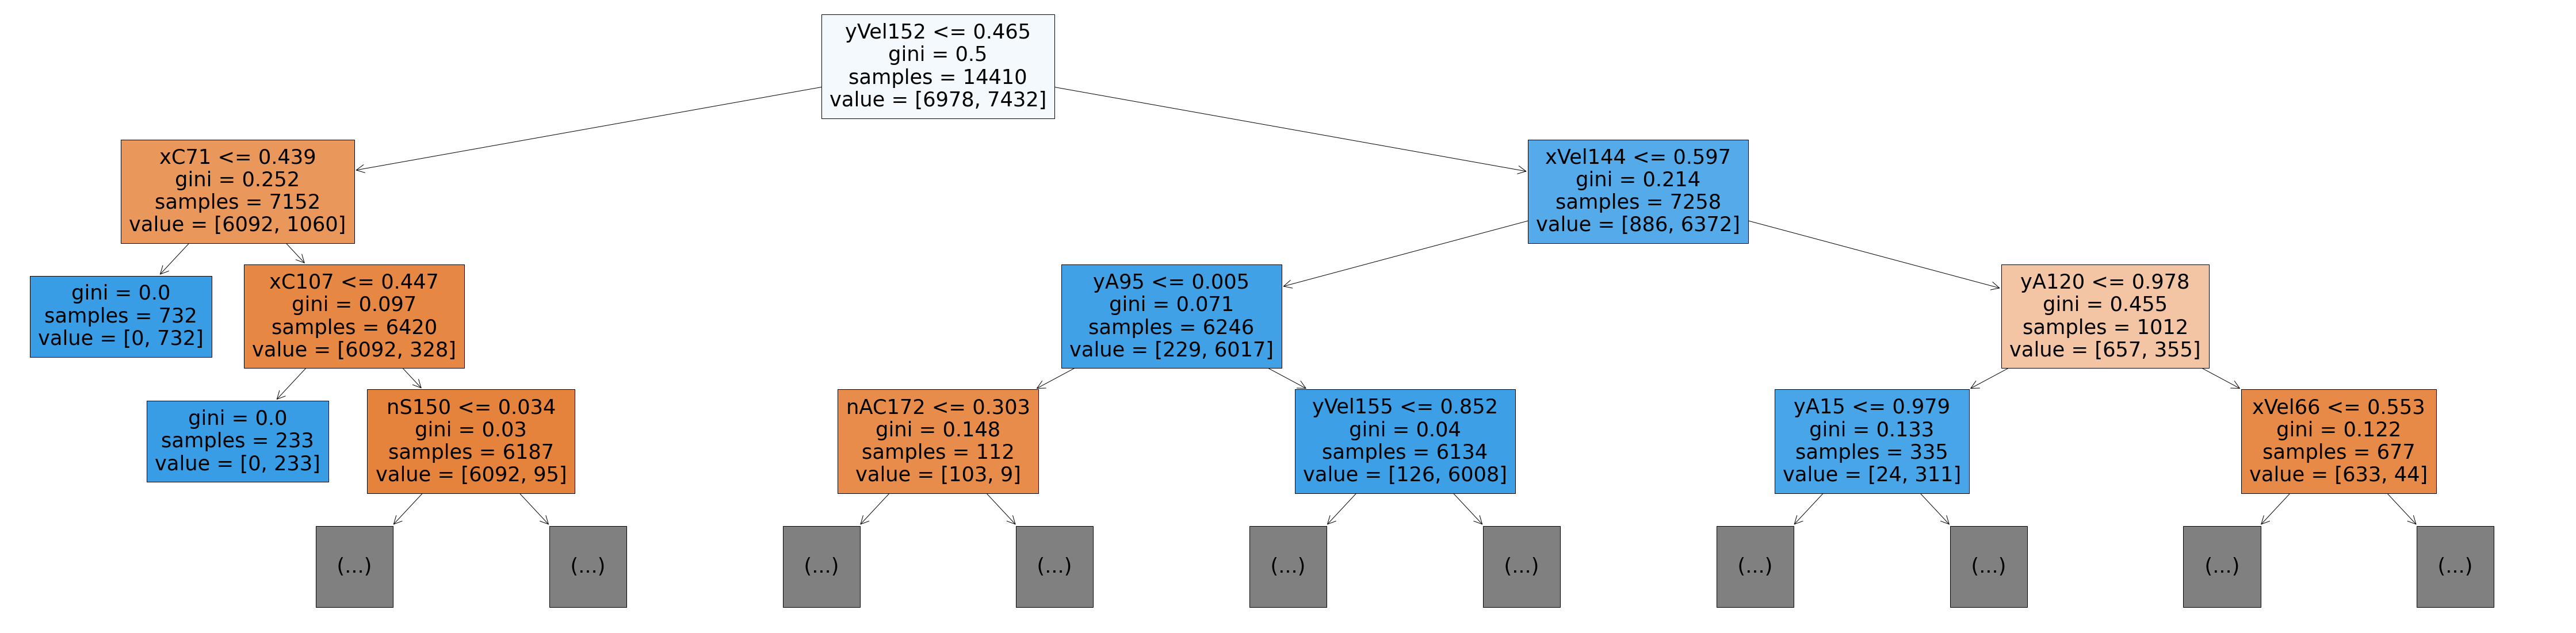 yVel152 <= 0.465
gini = 0.5
samples = 14410
value = [6978, 7432]
xC71 <= 0.439
gini = 0.252
samples = 7152
value = [6092, 1060]
xVel144 <= 0.597
gini = 0.214
samples = 7258
value = [886, 6372]
gini = 0.0
samples = 732
value = [0, 732]
xC107 <= 0.447
gini = 0.097
samples = 6420
value = [6092, 328]
yA95 <= 0.005
gini = 0.071
samples = 6246
value = [229, 6017]
yA120 <= 0.978
gini = 0.455
samples = 1012
value = [657, 355]
gini = 0.0
samples = 233
value = [0, 233]
nS150 <= 0.034
gini = 0.03
samples = 6187
value = [6092, 95]
nAC172 <= 0.303
gini = 0.148
samples = 112
value = [103, 9]
yVel155 <= 0.852
gini = 0.04
samples = 6134
value = [126, 6008]
yA15 <= 0.979
gini = 0.133
samples = 335
value = [24, 311]
xVel66 <= 0.553
gini = 0.122
samples = 677
value = [633, 44]
(...)
(...)
(...)
(...)
(...)
(...)
(...)
(...)
(...)
(...)